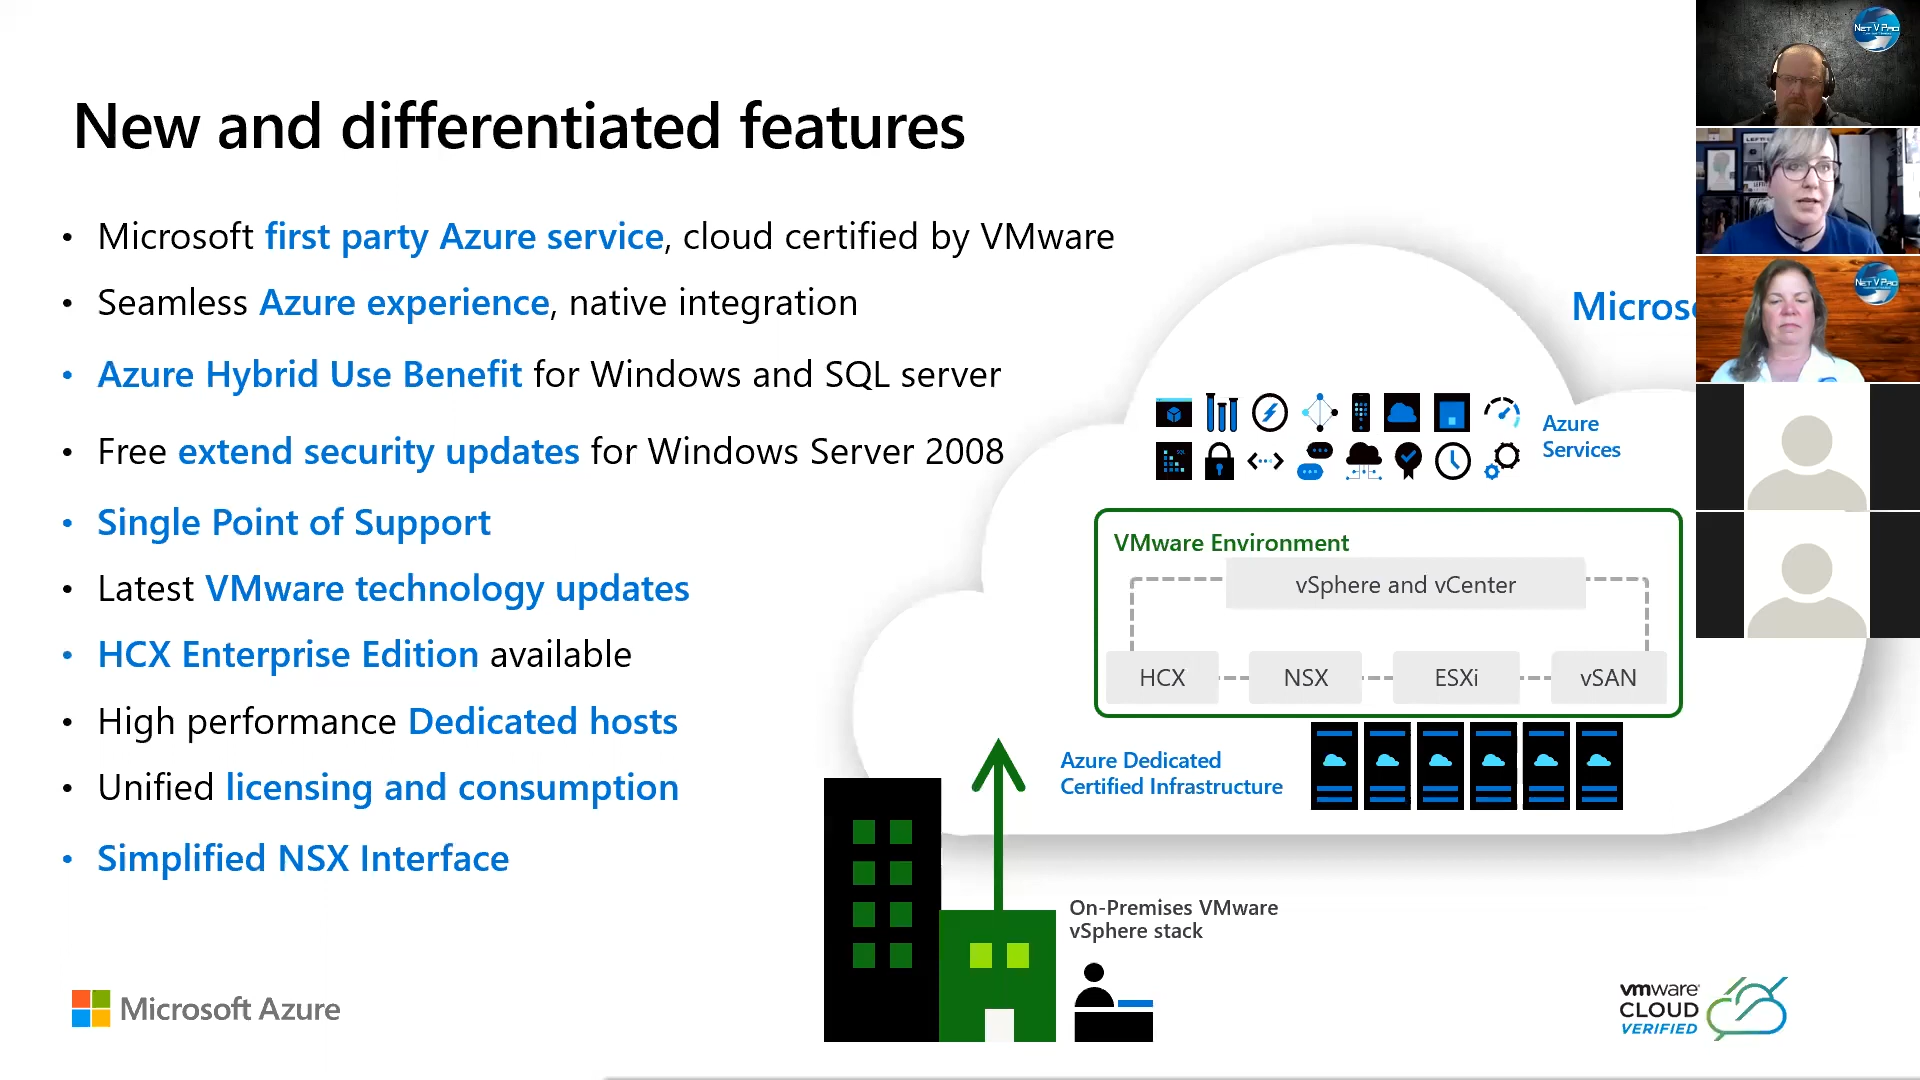 New and differentiated features
• Microsoft first party Azure service, cloud certified by VMware
• Seamless Azure experience, native integration
• Azure Hybrid Use Benefit for Windows and SQL server
• Free extend security updates for Windows Server 2008
• Single Point of Support
• Latest VMware technology updates
• HCX Enterprise Edition available
• High performance Dedicated hosts
• Unified licensing and consumption
• Simplified NSX Interface
Microsoft Azure
Azure
Services
VMware Environment
vSphere and vCenter
HCX
NSX
ESXi
vSAN
Azure Dedicated
Certified Infrastructure
On-Premises VMware
vSphere stack
vmware
CLOUD
VERIFIED
Net V Pro
Net V Pro